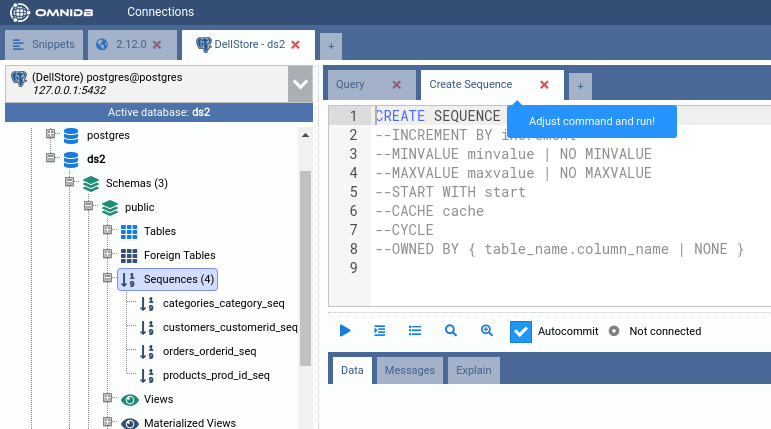 OMNIDB Connections
Snippets 2.12.0 DellStore - ds2 +
(DellStore) postgres@postgres
127.0.0.1:5432
Active database: ds2
postgres
ds2
Schemas (3)
public
Tables
Foreign Tables
Sequences (4)
categories_category_seq
customers_customerid_seq
orders_orderid_seq
products_prod_id_seq
Views
Materialized Views
Query Create Sequence +
Adjust command and run!
1 CREATE SEQUENCE
2 --INCREMENT BY increment
3 --MINVALUE minvalue | NO MINVALUE
4 --MAXVALUE maxvalue | NO MAXVALUE
5 --START WITH start
6 --CACHE cache
7 --CYCLE
8 --OWNED BY { table_name.column_name | NONE }
9
Autocommit Not connected
Data Messages Explain